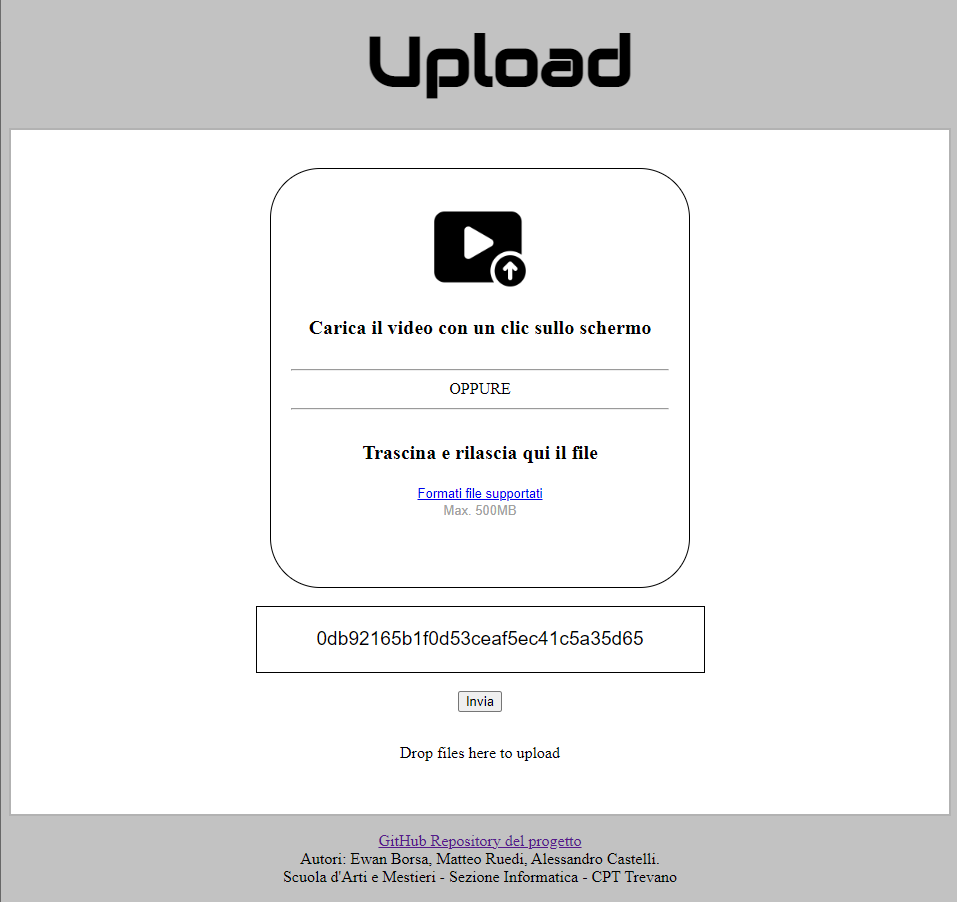 Upload
Carica il video con un clic sullo schermo
OPPURE
Trascina e rilascia qui il file
Formati file supportati
Max. 500MB
0db92165b1f0d53ceaf5ec41c5a35d65
Invia
Drop files here to upload
GitHub Repository del progetto
Autori: Ewan Borsa, Matteo Ruedi, Alessandro Castelli.
Scuola d'Arti e Mestieri - Sezione Informatica - CPT Trevano